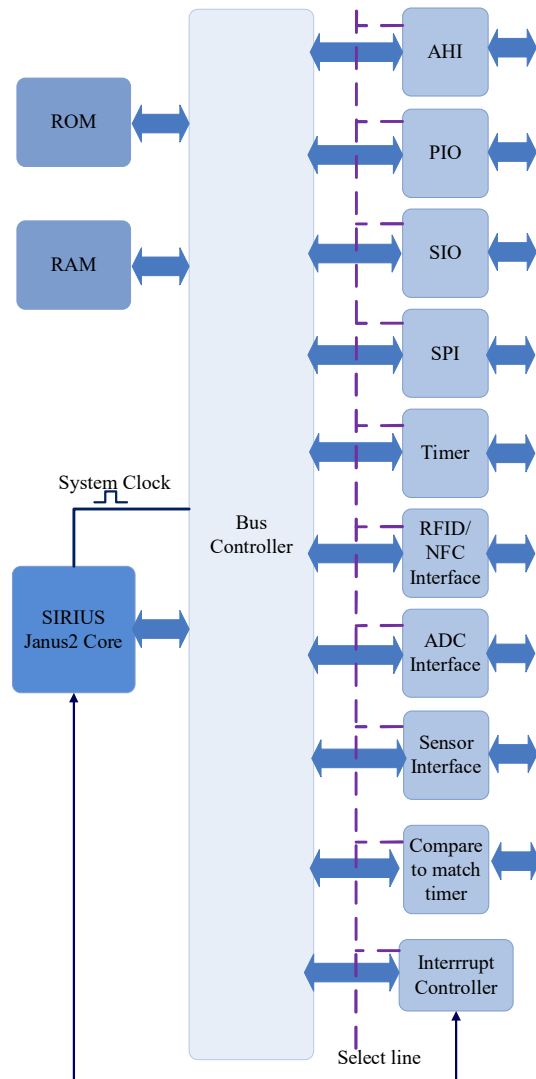 ROM
RAM
System Clock
SIRIUS
Janus2 Core
Bus
Controller
AHI
PIO
SIO
SPI
Timer
RFID/
NFC
Interface
ADC
Interface
Sensor
Interface
Compare
to match
timer
Interrrupt
Controller
Select line